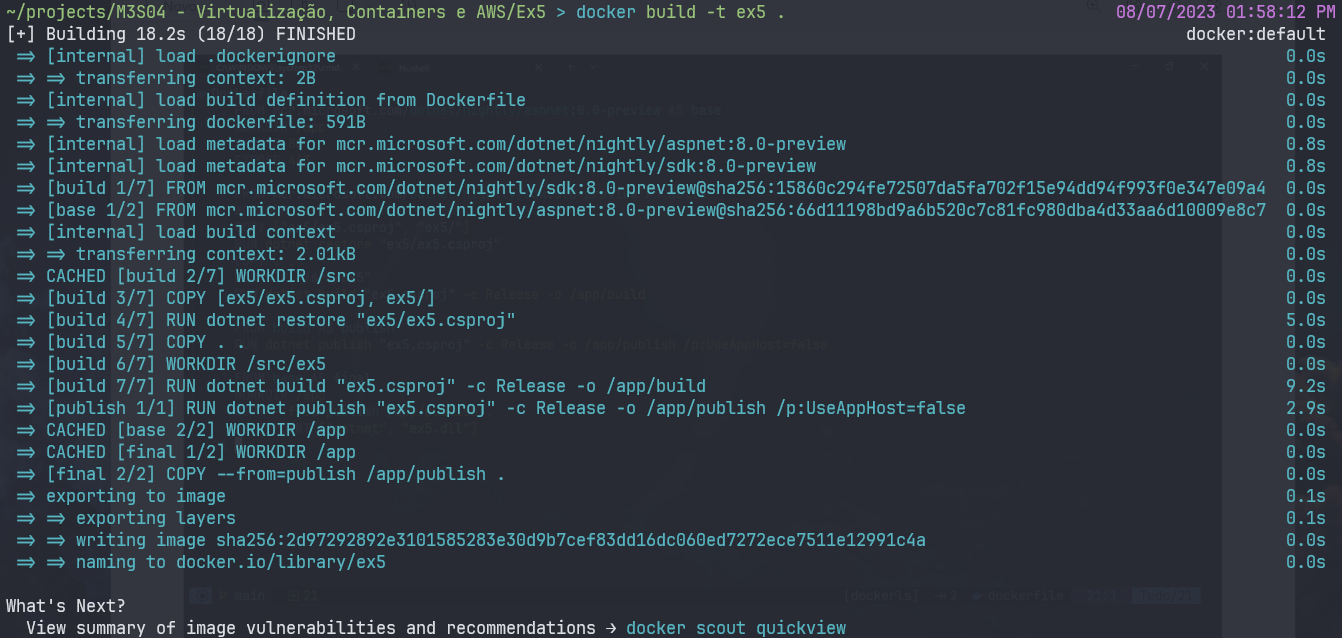 ~/projects/M3S04 - Virtualização, Containers e AWS/Ex5 > docker build -t ex5 . 08/07/2023 01:58:12 PM
[+] Building 18.2s (18/18) FINISHED docker:default
=> [internal] load .dockerignore 0.0s
=> => transferring context: 2B 0.0s
=> [internal] load build definition from Dockerfile 0.0s
=> => transferring dockerfile: 591B 0.0s
=> [internal] load metadata for mcr.microsoft.com/dotnet/nightly/aspnet:8.0-preview 0.8s
=> [internal] load metadata for mcr.microsoft.com/dotnet/nightly/sdk:8.0-preview 0.8s
=> [build 1/7] FROM mcr.microsoft.com/dotnet/nightly/sdk:8.0-preview@sha256:15860c294fe72507da5fa702f15e94dd94f993f0e347e09a4 0.0s
=> [base 1/2] FROM mcr.microsoft.com/dotnet/nightly/aspnet:8.0-preview@sha256:66d11198bd9a6b520c7c81fc980dba4d33aa6d10009e8c7 0.0s
=> [internal] load build context 0.0s
=> => transferring context: 2.01kB 0.0s
=> CACHED [build 2/7] WORKDIR /src 0.0s
=> [build 3/7] COPY [ex5/ex5.csproj, ex5/] 0.0s
=> [build 4/7] RUN dotnet restore "ex5/ex5.csproj" 5.0s
=> [build 5/7] COPY . . 0.0s
=> [build 6/7] WORKDIR /src/ex5 0.0s
=> [build 7/7] RUN dotnet build "ex5.csproj" -c Release -o /app/build 9.2s
=> [publish 1/1] RUN dotnet publish "ex5.csproj" -c Release -o /app/publish /p:UseAppHost=false 2.9s
=> CACHED [base 2/2] WORKDIR /app 0.0s
=> CACHED [final 1/2] WORKDIR /app 0.0s
=> [final 2/2] COPY --from=publish /app/publish . 0.0s
=> exporting to image 0.1s
=> => exporting layers 0.1s
=> => writing image sha256:2d97292892e3101585283e30d9b7cef83dd16dc060ed7272ece7511e12991c4a 0.0s
=> => naming to docker.io/library/ex5 0.0s
What's Next?
View summary of image vulnerabilities and recommendations → docker scout quickview